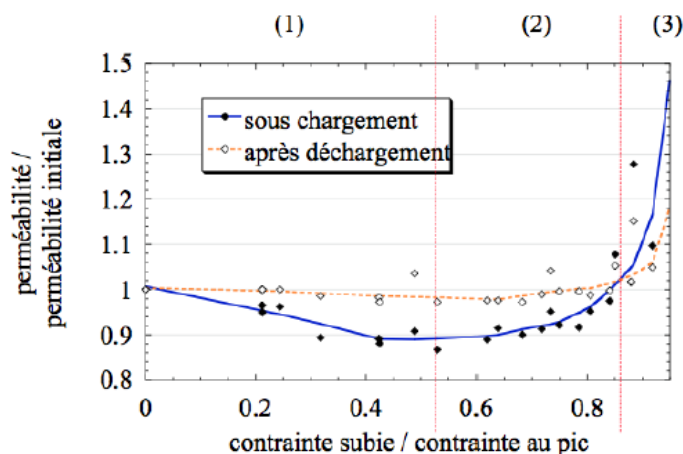 (1) (2) (3)
1.5
1.4
1.3
1.2
1.1
1
0.9
0.8
perméabilité /
perméabilité initiale
sous chargement
après déchargement
0 0.2 0.4 0.6 0.8
contrainte subie / contrainte au pic